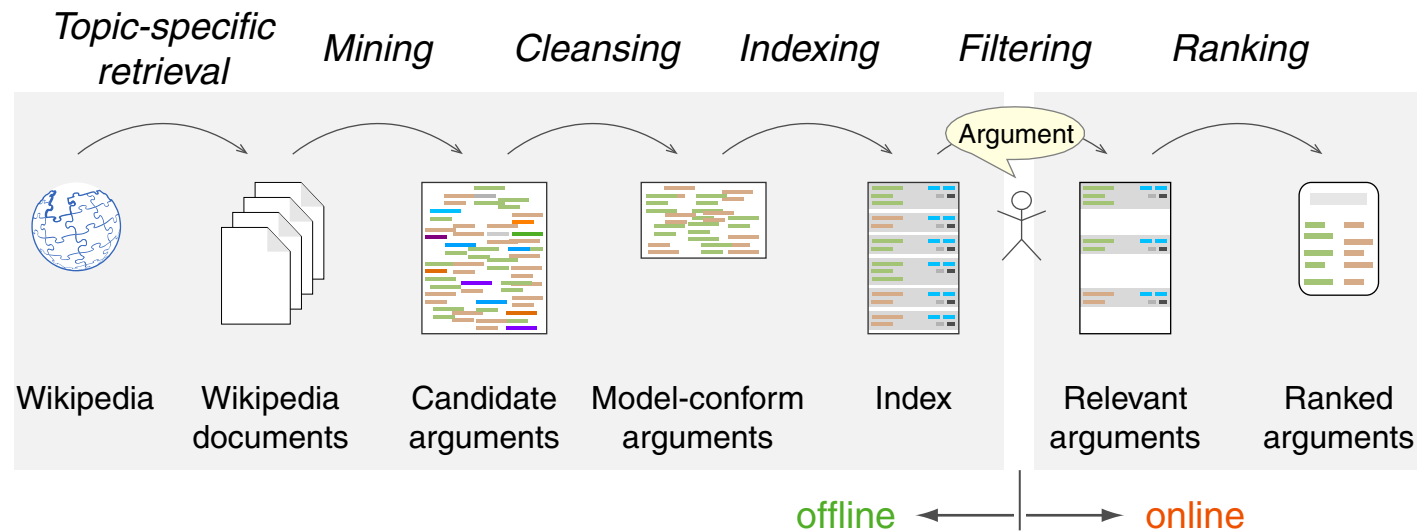 Topic-specific
retrieval
Mining
Cleansing
Indexing
Filtering
Ranking
Argument
Wikipedia
Wikipedia
documents
Candidate
arguments
Model-conform
arguments
Index
Relevant
arguments
Ranked
arguments
offline
online